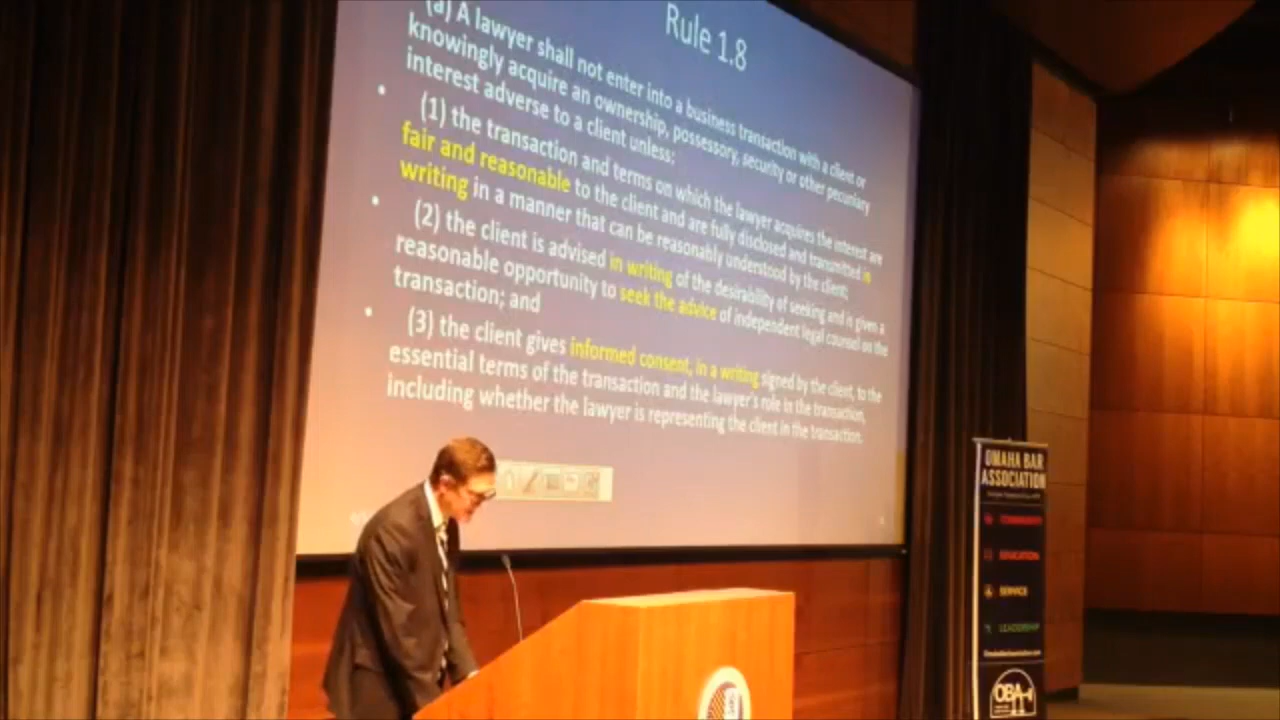 Rule 1.8
(a) A lawyer shall not enter into a business transaction with a client or
knowingly acquire an ownership, possessory, security or other pecuniary
interest adverse to a client unless:
• (1) the transaction and terms on which the lawyer acquires the interest are
fair and reasonable to the client and are fully disclosed and transmitted in
writing in a manner that can be reasonably understood by the client;
• (2) the client is advised in writing of the desirability of seeking and is given a
reasonable opportunity to seek the advice of independent legal counsel on the
transaction; and
• (3) the client gives informed consent, in a writing signed by the client, to the
essential terms of the transaction and the lawyer's role in the transaction,
including whether the lawyer is representing the client in the transaction.
OMAHA BAR
ASSOCIATION
COMMUNITY
EDUCATION
SERVICE
LEADERSHIP
OmahaBarAssociation.com
OBA